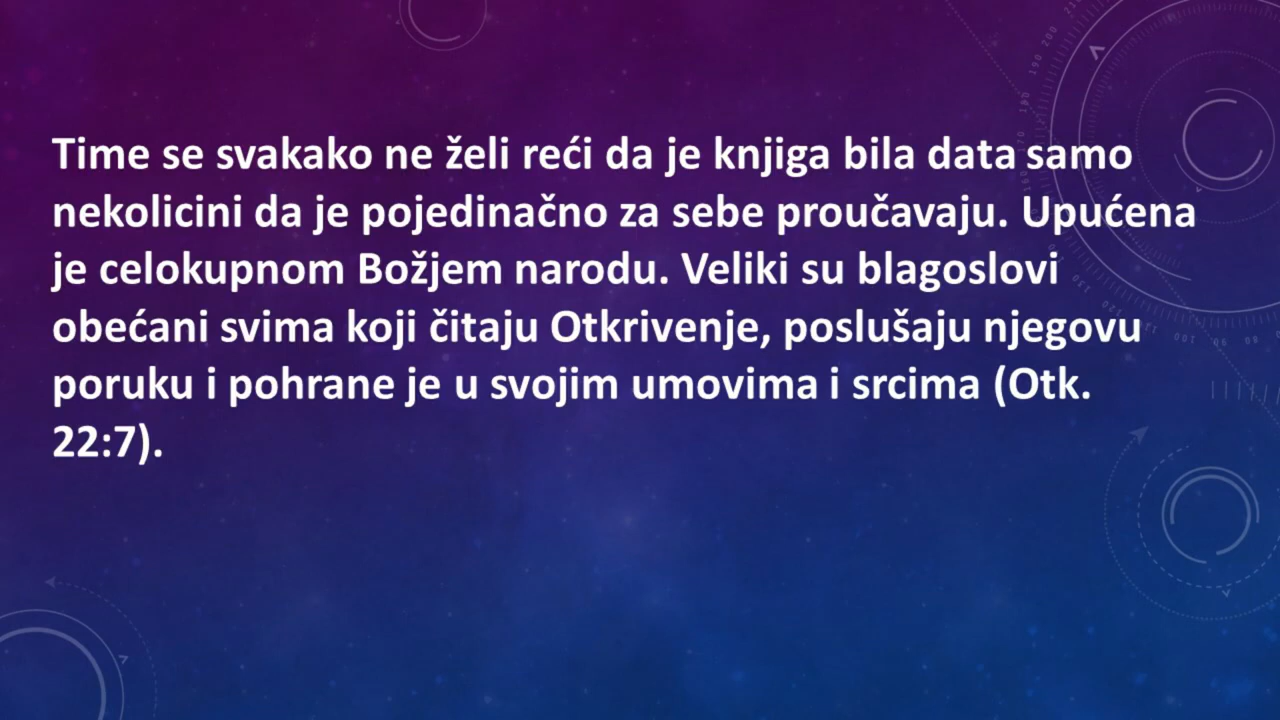 Time se svakako ne želi reći da je knjiga bila data samo
nekolicini da je pojedinačno za sebe proučavaju. Upućena
je celokupnom Božjem narodu. Veliki su blagoslovi
obećani svima koji čitaju Otkrivenje, poslušaju njegovu
poruku i pohrane je u svojim umovima i srcima (Otk.
22:7).